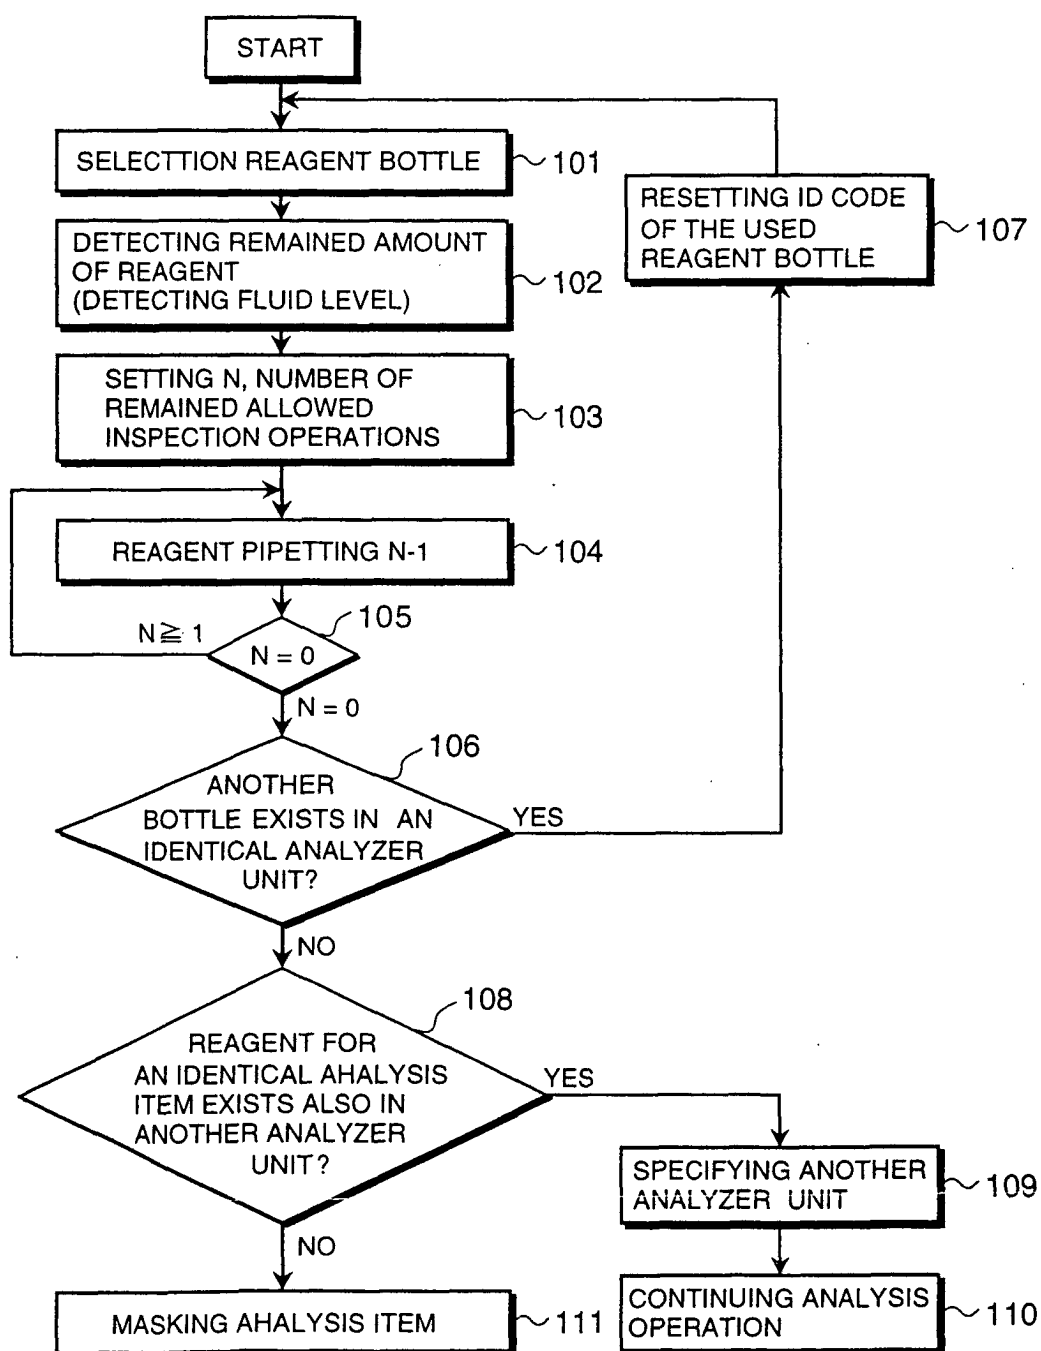 START
SELECTTION REAGENT BOTTLE
101
DETECTING REMAINED AMOUNT
OF REAGENT
(DETECTING FLUID LEVEL)
102
SETTING N, NUMBER OF
REMAINED ALLOWED
INSPECTION OPERATIONS
103
REAGENT PIPETTING N-1
104
105
N≧1
N = 0
N = 0
106
ANOTHER
BOTTLE EXISTS IN AN
IDENTICAL ANALYZER
UNIT?
YES
RESETTING ID CODE
OF THE USED
REAGENT BOTTLE
107
NO
108
REAGENT FOR
AN IDENTICAL AHALYSIS
ITEM EXISTS ALSO IN
ANOTHER ANALYZER
UNIT?
YES
SPECIFYING ANOTHER
ANALYZER UNIT
109
CONTINUING ANALYSIS
OPERATION
110
NO
MASKING AHALYSIS ITEM
111